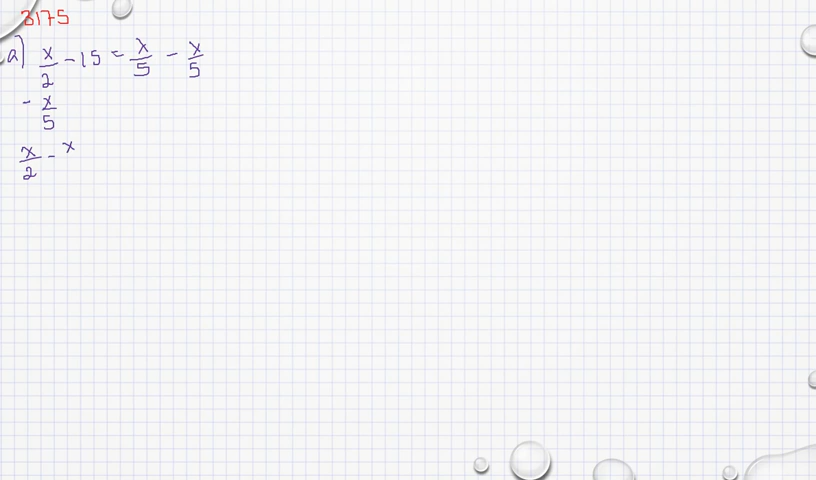 3175
a) x/2 - 15 = x/5 - x/5
- x/5
x/2 - x